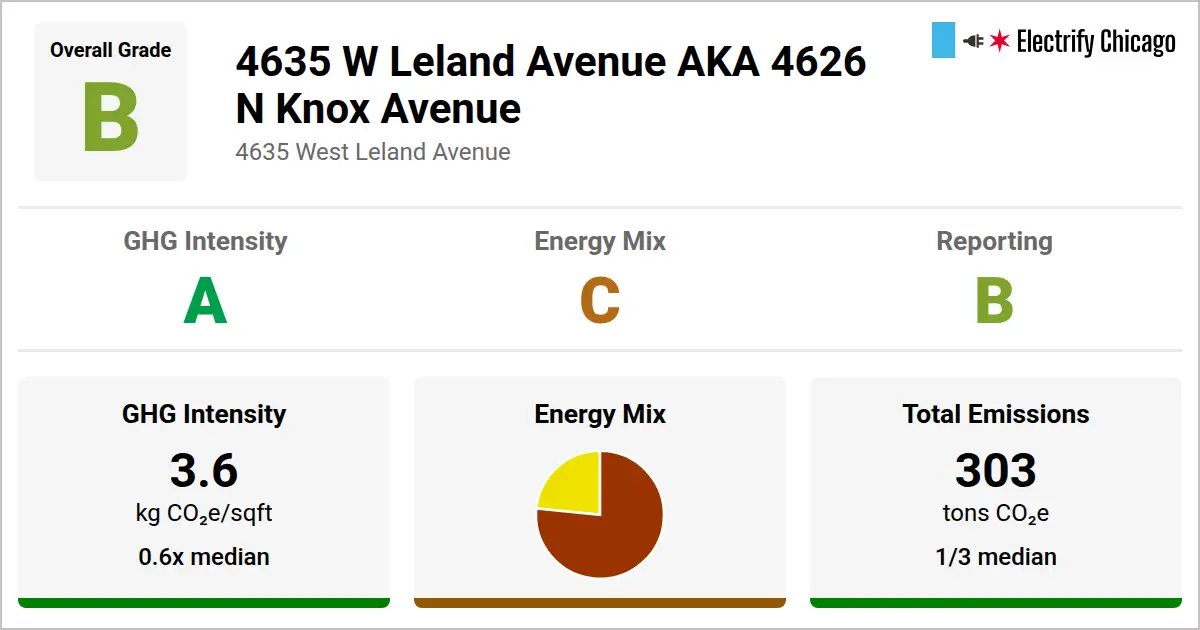 Overall Grade
B
4635 W Leland Avenue AKA 4626
N Knox Avenue
4635 West Leland Avenue
Electrify Chicago
GHG Intensity
A
Energy Mix
C
Reporting
B
GHG Intensity
3.6
kg CO₂e/sqft
0.6x median
Energy Mix
Total Emissions
303
tons CO₂e
1/3 median